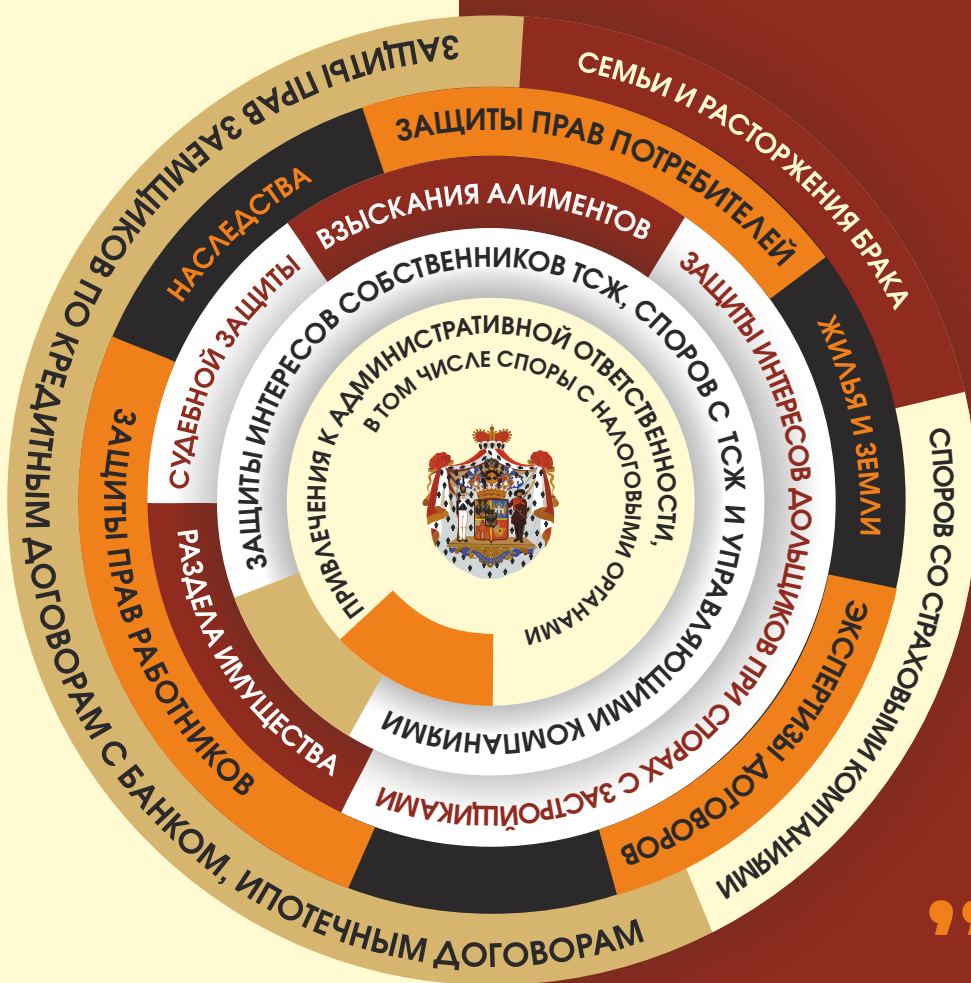 ЗАЩИТЫ ПРАВ ЗАЕМЩИКОВ ПО КРЕДИТНЫМ ДОГОВОРАМ С БАНКОМ, ИПОТЕЧНЫМ ДОГОВОРАМ
СЕМЬИ И РАСТОРЖЕНИЯ БРАКА
СПОРОВ СО СТРАХОВЫМИ КОМПАНИЯМИ
НАСЛЕДСТВА
ЗАЩИТЫ ПРАВ ПОТРЕБИТЕЛЕЙ
ЖИЛЬЯ И ЗЕМЛИ
ЭКСПЕРТИЗЫ ДОГОВОРОВ
ЗАЩИТЫ ПРАВ РАБОТНИКОВ
СУДЕБНОЙ ЗАЩИТЫ
ВЗЫСКАНИЯ АЛИМЕНТОВ
ЗАЩИТЫ ИНТЕРЕСОВ ДОЛЬЩИКОВ ПРИ СПОРАХ С ЗАСТРОЙЩИКАМИ
РАЗДЕЛА ИМУЩЕСТВА
ЗАЩИТЫ ИНТЕРЕСОВ СОБСТВЕННИКОВ ТСЖ, СПОРОВ С ТСЖ И УПРАВЛЯЮЩИМИ КОМПАНИЯМИ
ПРИВЛЕЧЕНИЯ К АДМИНИСТРАТИВНОЙ ОТВЕТСТВЕННОСТИ,
В ТОМ ЧИСЛЕ СПОРЫ С НАЛОГОВЫМИ ОРГАНАМИ